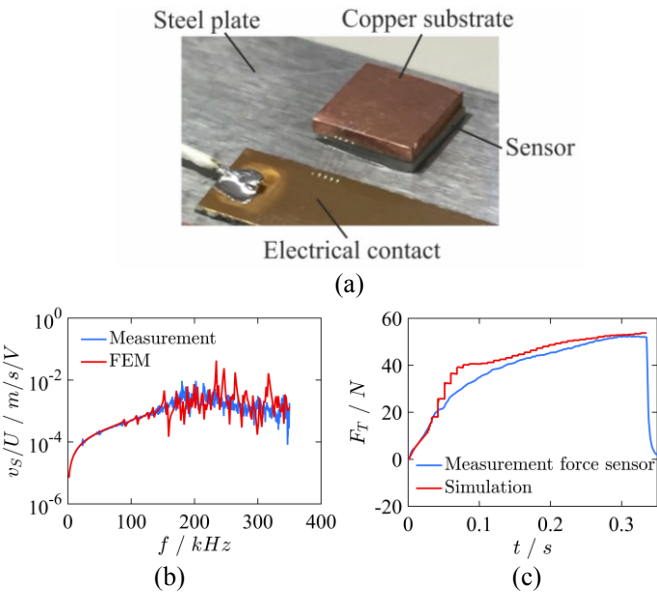 Steel plate
Copper substrate
Sensor
Electrical contact
(a)
10^0
10^-2
10^-4
10^-6
v_S/U / m/s/V
Measurement
FEM
0 100 200 300 400
f / kHz
(b)
60
40
20
0
-20
F_T / N
Measurement force sensor
Simulation
0 0.1 0.2 0.3
t / s
(c)